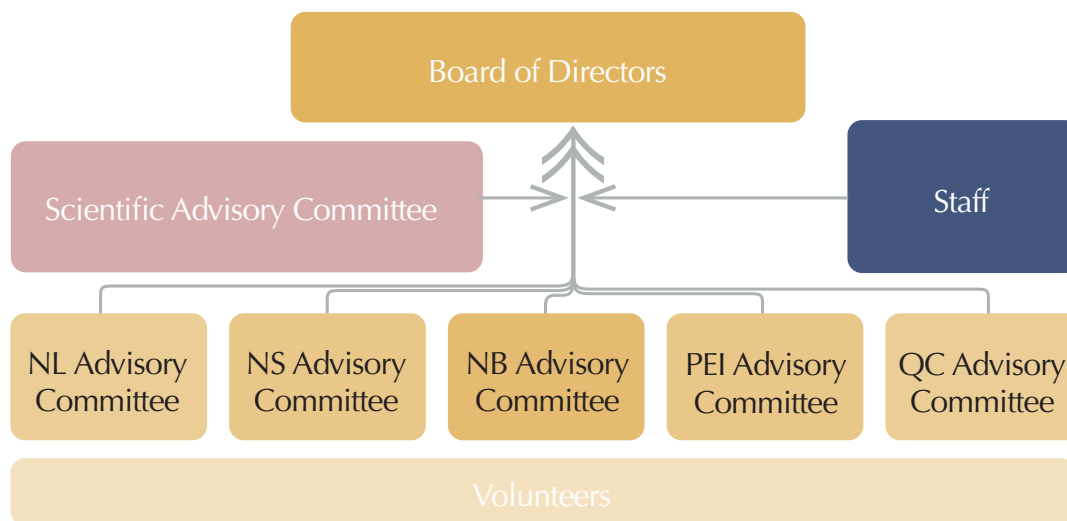 Board of Directors
Scientific Advisory Committee
Staff
NL Advisory
Committee
NS Advisory
Committee
NB Advisory
Committee
PEI Advisory
Committee
QC Advisory
Committee
Volunteers